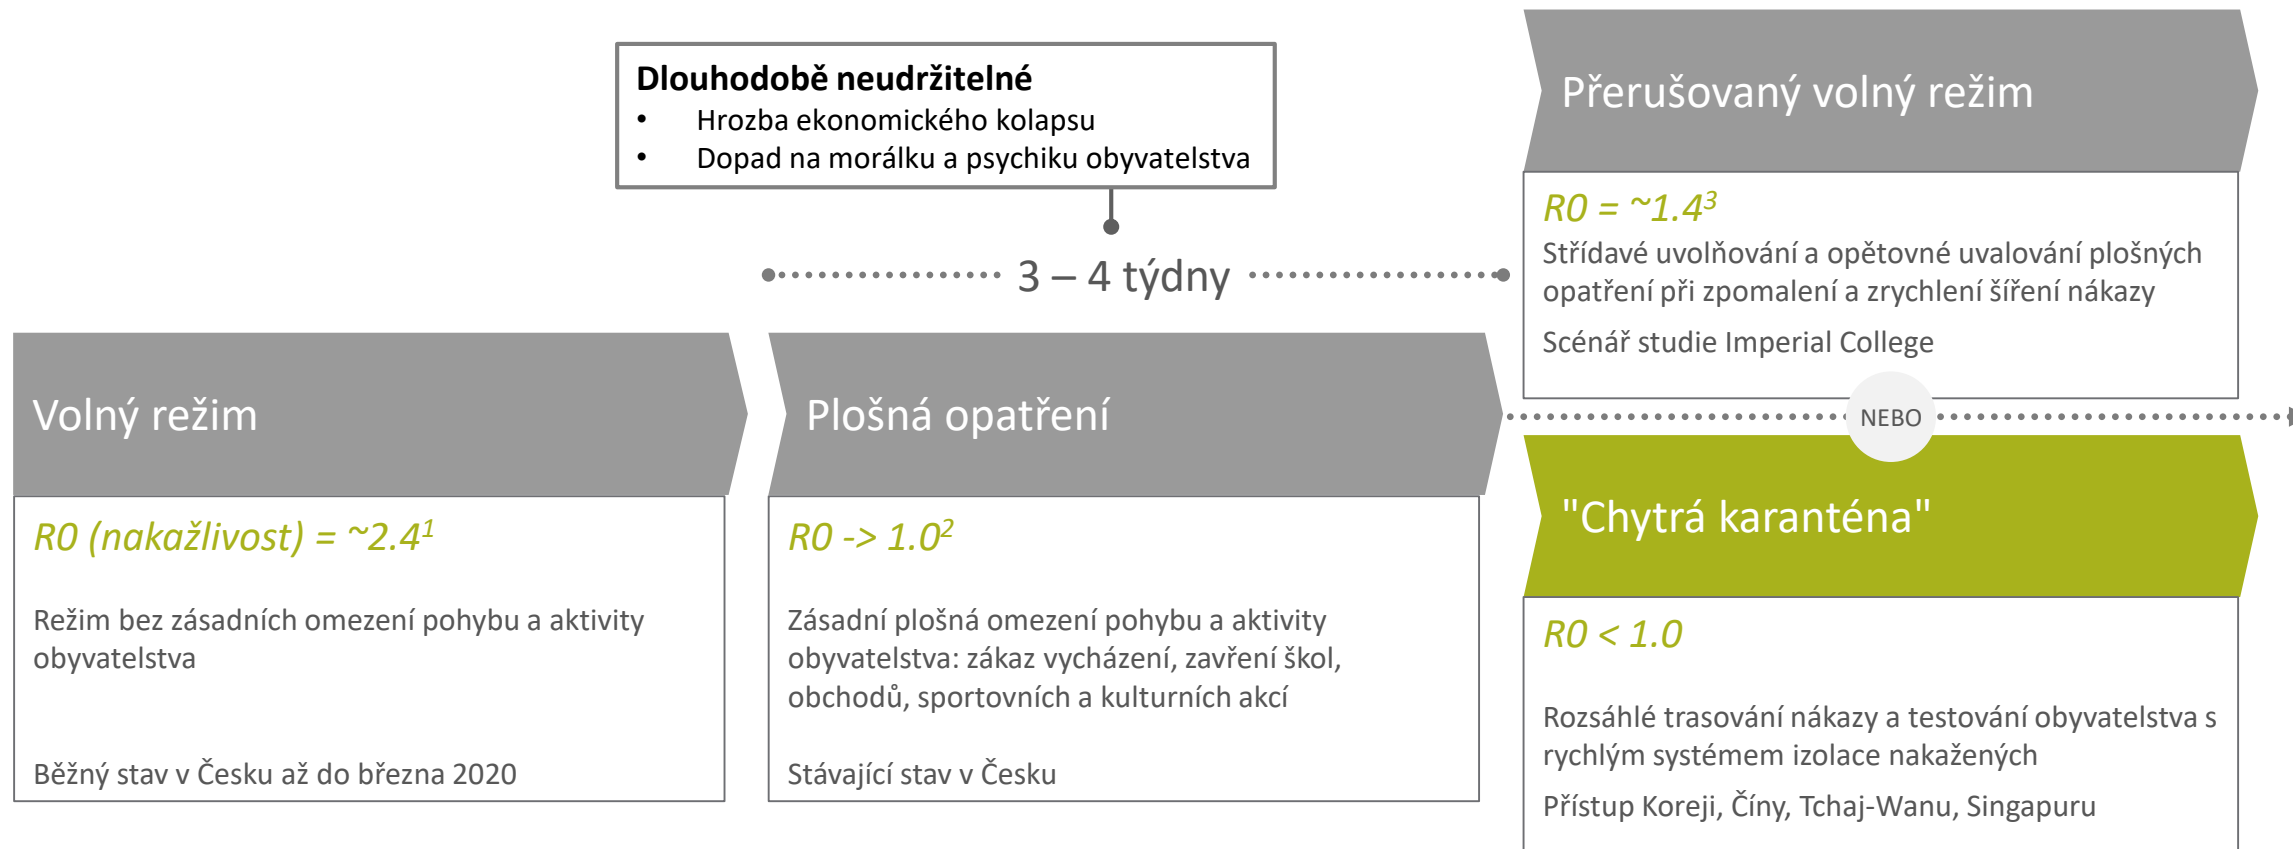 Dlouhodobě neudržitelné
• Hrozba ekonomického kolapsu
• Dopad na morálku a psychiku obyvatelstva
3 – 4 týdny
Volný režim
R0 (nakažlivost) = ~2.4¹
Režim bez zásadních omezení pohybu a aktivity
obyvatelstva
Běžný stav v Česku až do března 2020
Plošná opatření
R0 -> 1.0²
Zásadní plošná omezení pohybu a aktivity
obyvatelstva: zákaz vycházení, zavření škol,
obchodů, sportovních a kulturních akcí
Stávající stav v Česku
Přerušovaný volný režim
R0 = ~1.4³
Střídavé uvolňování a opětovné uvalování plošných
opatření při zpomalení a zrychlení šíření nákazy
Scénář studie Imperial College
NEBO
"Chytrá karanténa"
R0 < 1.0
Rozsáhlé trasování nákazy a testování obyvatelstva s
rychlým systémem izolace nakažených
Přístup Koreji, Číny, Tchaj-Wanu, Singapuru